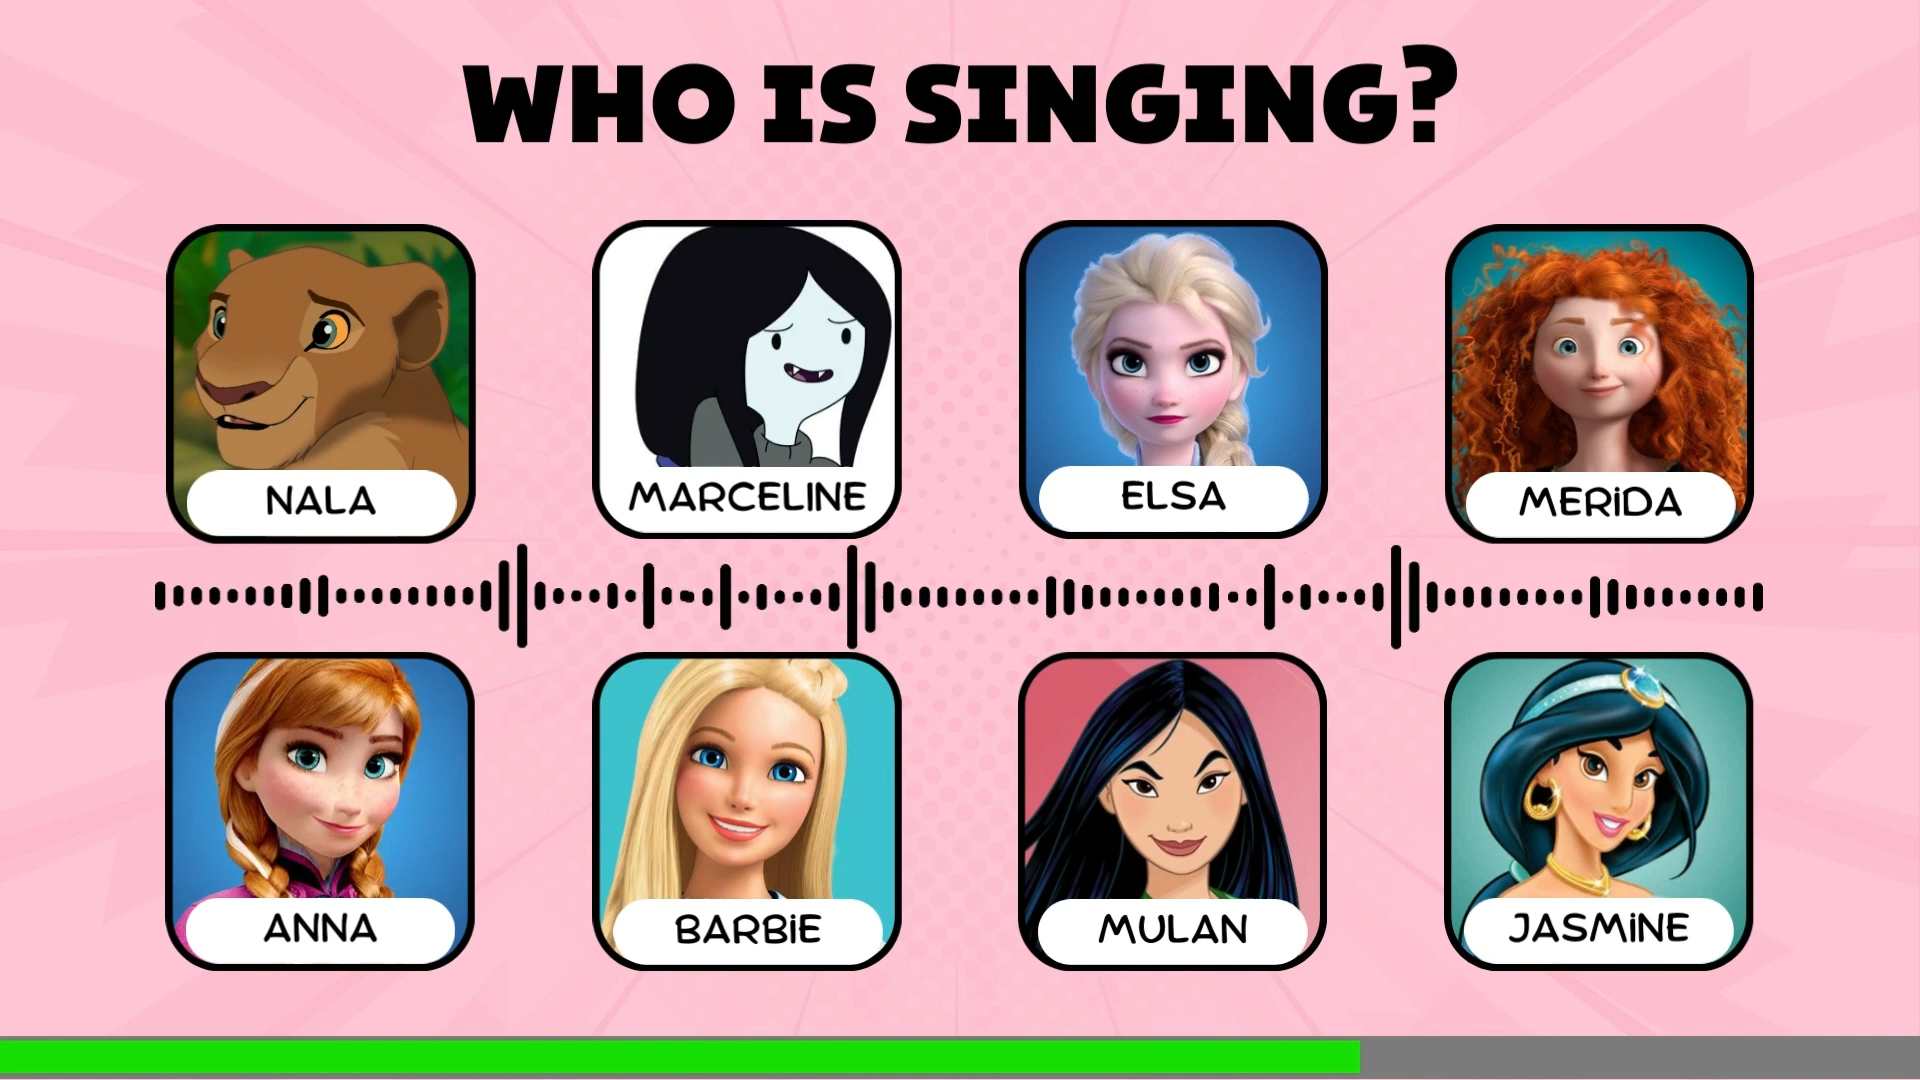 WHO IS SINGING?
NALA
MARCELINE
ELSA
MERiDA
ANNA
BARBiE
MULAN
JASMiNE